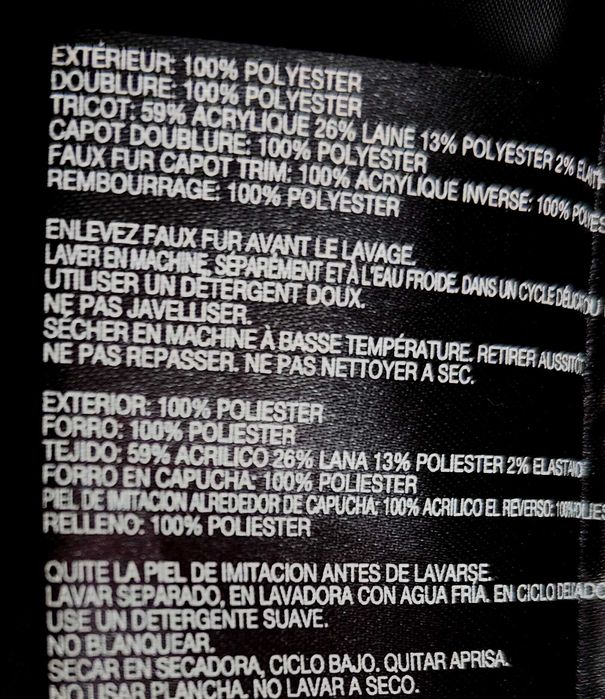 EXTÉRIEUR: 100% POLYESTER
DOUBLURE: 100% POLYESTER
TRICOT: 59% ACRYLIQUE 26% LAINE 13% POLYESTER 2%
CAPOT DOUBLURE: 100% POLYESTER
FAUX FUR CAPOT TRIM: 100% ACRYLIQUE INVERSE: 100%
REMBOURRAGE: 100% POLYESTER
ENLEVEZ FAUX FUR AVANT LE LAVAGE.
LAVER EN MACHINE, SÉPARÉMENT ET À L'EAU FROIDE. DANS UN CYCLE
UTILISER UN DÉTERGENT DOUX.
NE PAS JAVELLISER.
SÉCHER EN MACHINE À BASSE TEMPÉRATURE. RETIRER AUSSITÔT
NE PAS REPASSER. NE PAS NETTOYER A SEC.
EXTERIOR: 100% POLIESTER
FORRO: 100% POLIESTER
TEJIDO: 59% ACRILICO 26% LANA 13% POLIESTER 2% ELASTANO
FORRO EN CAPUCHA: 100% POLIESTER
PIEL DE IMITACION ALREDEDOR DE CAPUCHA: 100% ACRILICO EL REVERSO: 100%
RELLENO: 100% POLIESTER
QUITE LA PIEL DE IMITACION ANTES DE LAVARSE.
LAVAR SEPARADO, EN LAVADORA CON AGUA FRÍA. EN CICLO
USE UN DETERGENTE SUAVE.
NO BLANQUEAR.
SECAR EN SECADORA, CICLO BAJO. QUITAR APRISA.
NO USAR PLANCHA. NO LAVAR A SECO.